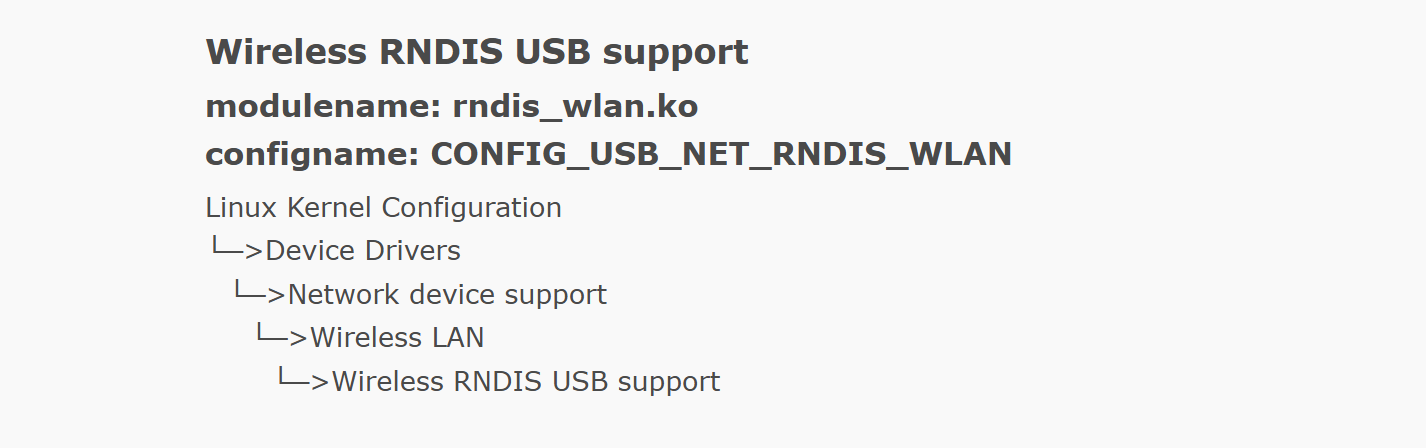 Wireless RNDIS USB support
modulename: rndis_wlan.ko
configname: CONFIG_USB_NET_RNDIS_WLAN
Linux Kernel Configuration
└─>Device Drivers
└─>Network device support
└─>Wireless LAN
└─>Wireless RNDIS USB support